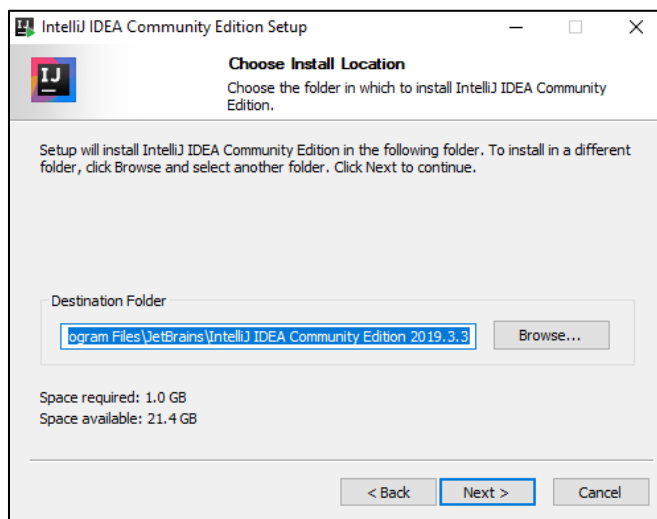 IntelliJ IDEA Community Edition Setup
IJ
Choose Install Location
Choose the folder in which to install IntelliJ IDEA Community
Edition.
Setup will install IntelliJ IDEA Community Edition in the following folder. To install in a different
folder, click Browse and select another folder. Click Next to continue.
Destination Folder
ogram Files\JetBrains\IntelliJ IDEA Community Edition 2019.3.3
Browse...
Space required: 1.0 GB
Space available: 21.4 GB
< Back
Next >
Cancel